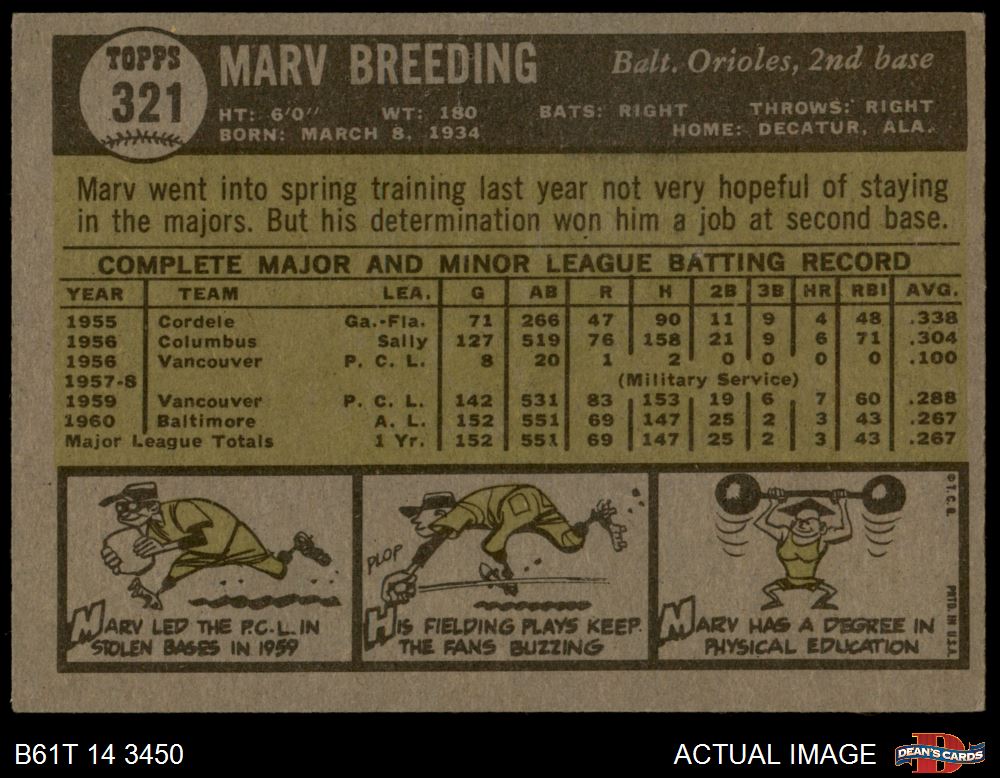 TOPPS
321
MARV BREEDING
Balt. Orioles, 2nd base
HT: 6'0" WT: 180 BATS: RIGHT THROWS: RIGHT
BORN: MARCH 8, 1934 HOME: DECATUR, ALA.
Marv went into spring training last year not very hopeful of staying
in the majors. But his determination won him a job at second base.
COMPLETE MAJOR AND MINOR LEAGUE BATTING RECORD
YEAR TEAM LEA. G AB R H 2B 3B HR RBI AVG.
1955 Cordele Ga.-Fla. 71 266 47 90 11 9 4 48 .338
1956 Columbus Sally 127 519 76 158 21 9 6 71 .304
1956 Vancouver P. C. L. 8 20 1 2 0 0 0 0 .100
1957-8 (Military Service)
1959 Vancouver P. C. L. 142 531 83 153 19 6 7 60 .288
1960 Baltimore A. L. 152 551 69 147 25 2 3 43 .267
Major League Totals 1 Yr. 152 551 69 147 25 2 3 43 .267
MARV LED THE P.C.L. IN
STOLEN BASES IN 1959
PLOP
HIS FIELDING PLAYS KEEP
THE FANS BUZZING
MARV HAS A DEGREE IN
PHYSICAL EDUCATION
© T. C. G.
PRTD. IN U.S.A.
B61T 14 3450
ACTUAL IMAGE
DEAN'S CARDS